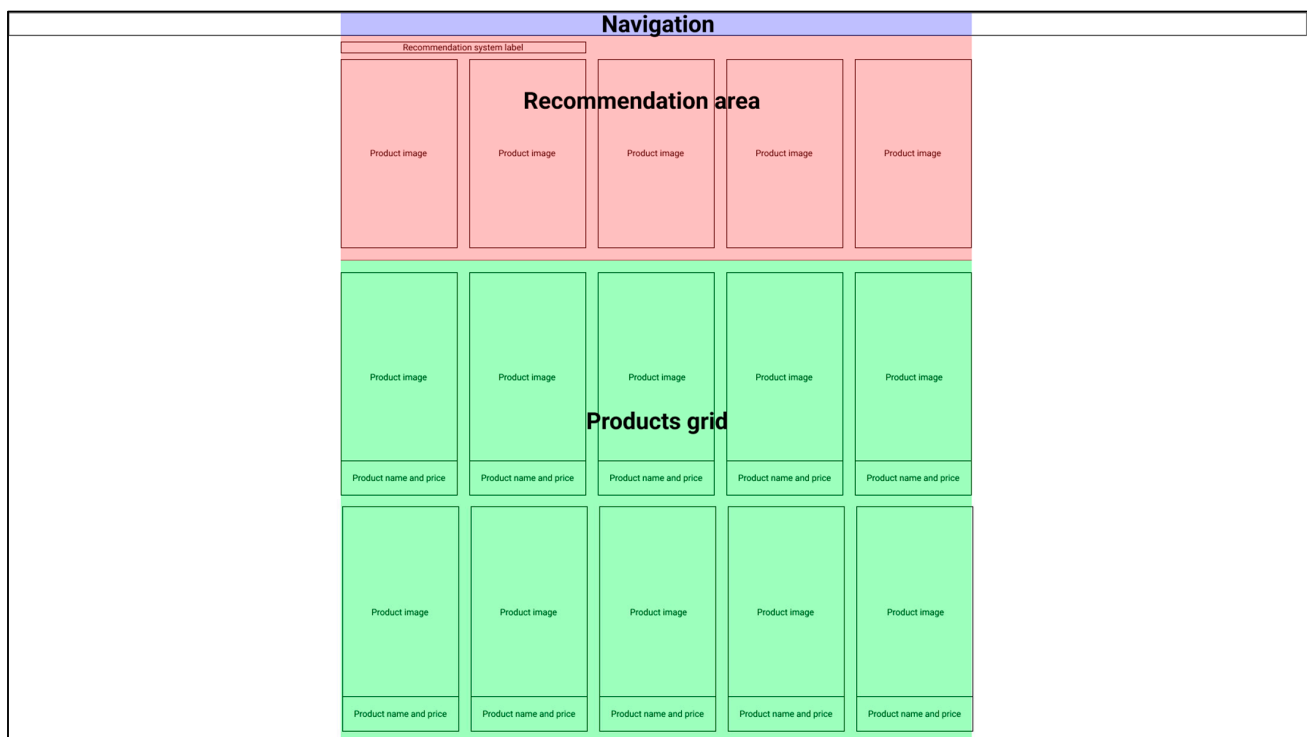 Navigation
Recommendation system label
Recommendation area
Product image Product image Product image Product image Product image
Product image Product image Product image Product image Product image
Products grid
Product name and price Product name and price Product name and price Product name and price Product name and price
Product image Product image Product image Product image Product image
Product name and price Product name and price Product name and price Product name and price Product name and price